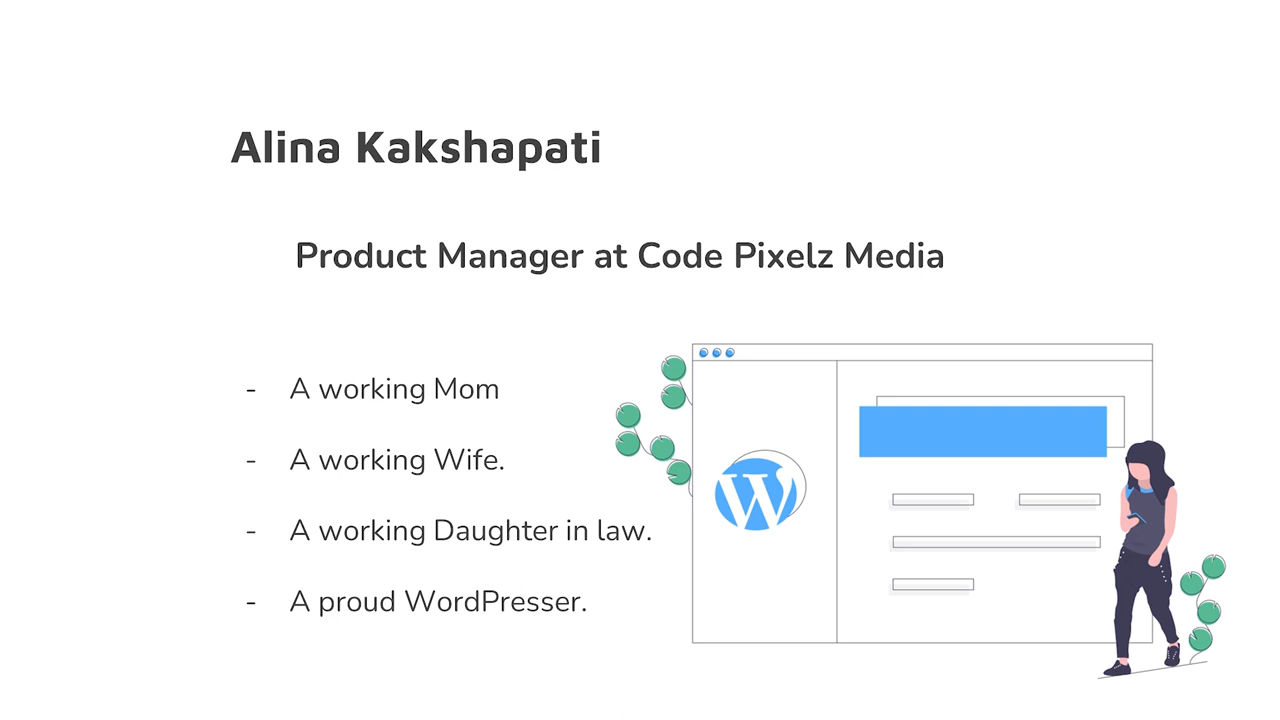 Alina Kakshapati
Product Manager at Code Pixelz Media
- A working Mom
- A working Wife.
- A working Daughter in law.
- A proud WordPresser.